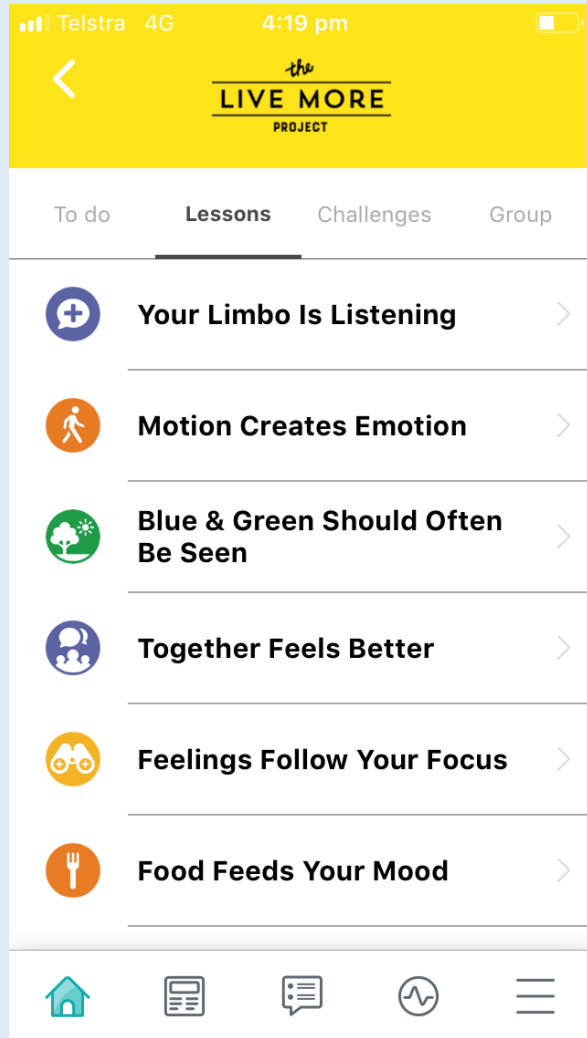 Telstra 4G 4:19 pm
the
LIVE MORE
PROJECT
To do Lessons Challenges Group
Your Limbo Is Listening
Motion Creates Emotion
Blue & Green Should Often
Be Seen
Together Feels Better
Feelings Follow Your Focus
Food Feeds Your Mood